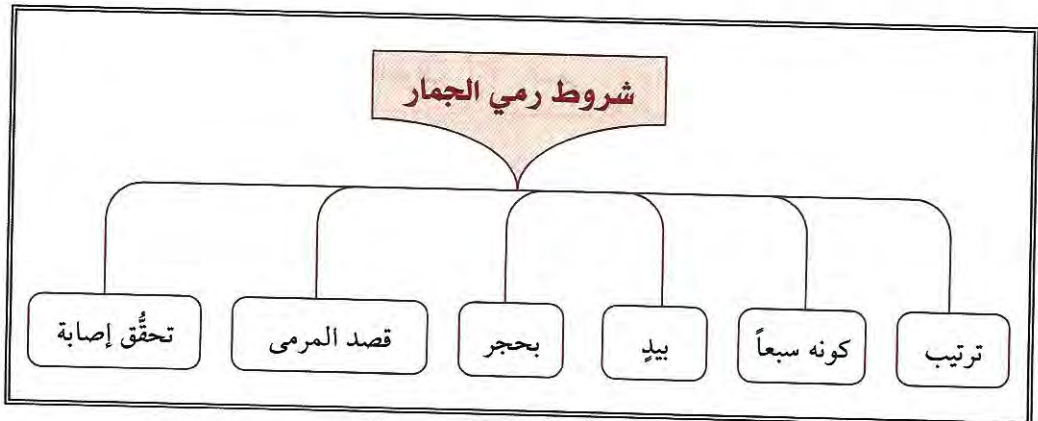 شروط رمي الجمار
ترتيب
كونه سبعاً
بيدٍ
بحجر
قصد المرمى
تحقُّق إصابة